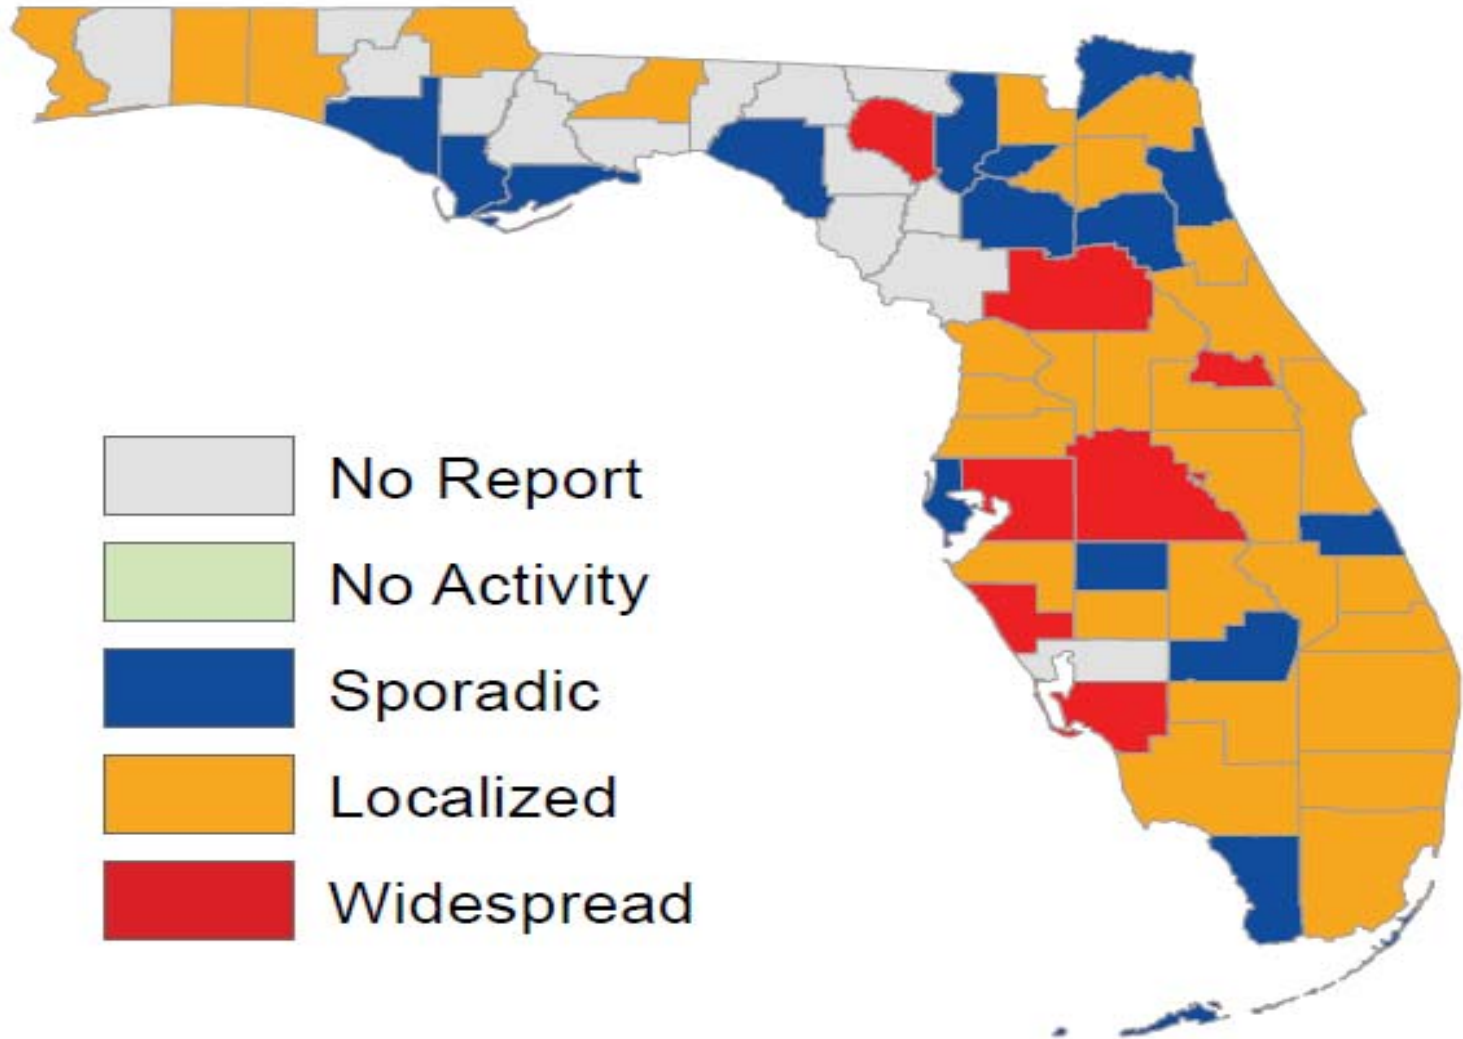 No Report
No Activity
Sporadic
Localized
Widespread